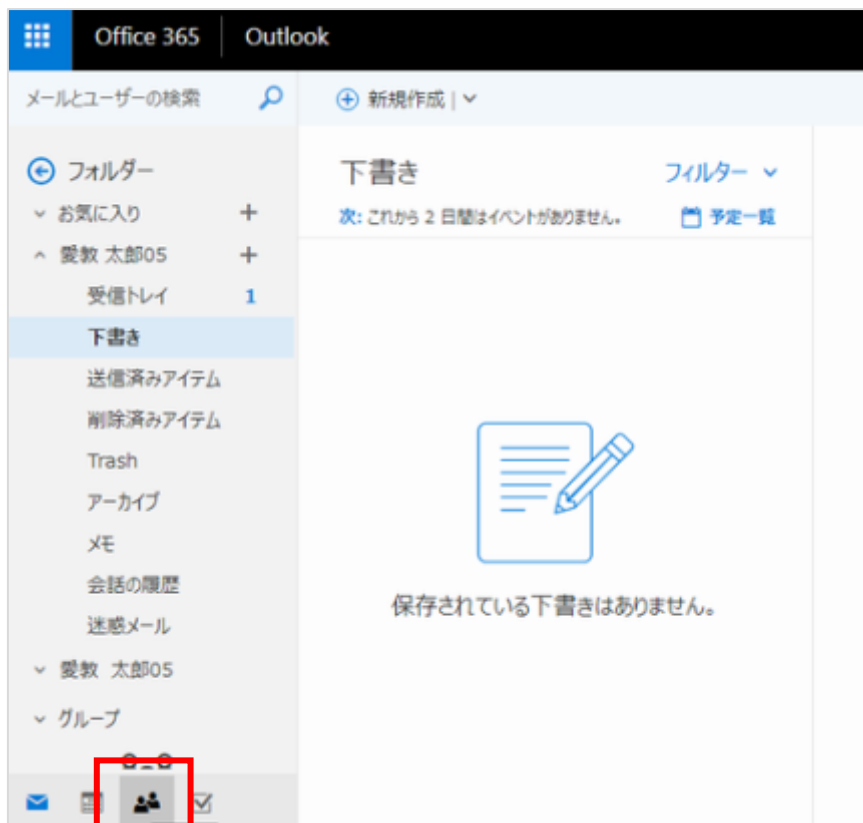 Office 365 Outlook
メールとユーザーの検索
新規作成 |
フォルダー
お気に入り
愛教 太郎05
受信トレイ 1
下書き
送信済みアイテム
削除済みアイテム
Trash
アーカイブ
メモ
会話の履歴
迷惑メール
愛教 太郎05
グループ
下書き
フィルター
次: これから 2 日間はイベントがありません。
予定一覧
保存されている下書きはありません。